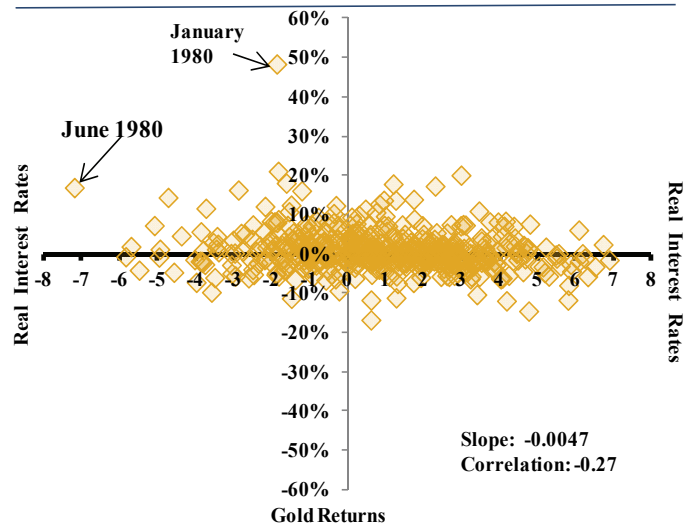 60%
January
1980
50%
40%
June 1980
30%
20%
10%
0%
-8 -7 -6 -5 -4 -3 -2 -1 0 1 2 3 4 5 6 7 8
-10%
-20%
-30%
-40%
-50%
-60%
Real Interest Rates
Real Interest Rates
Slope: -0.0047
Correlation: -0.27
Gold Returns